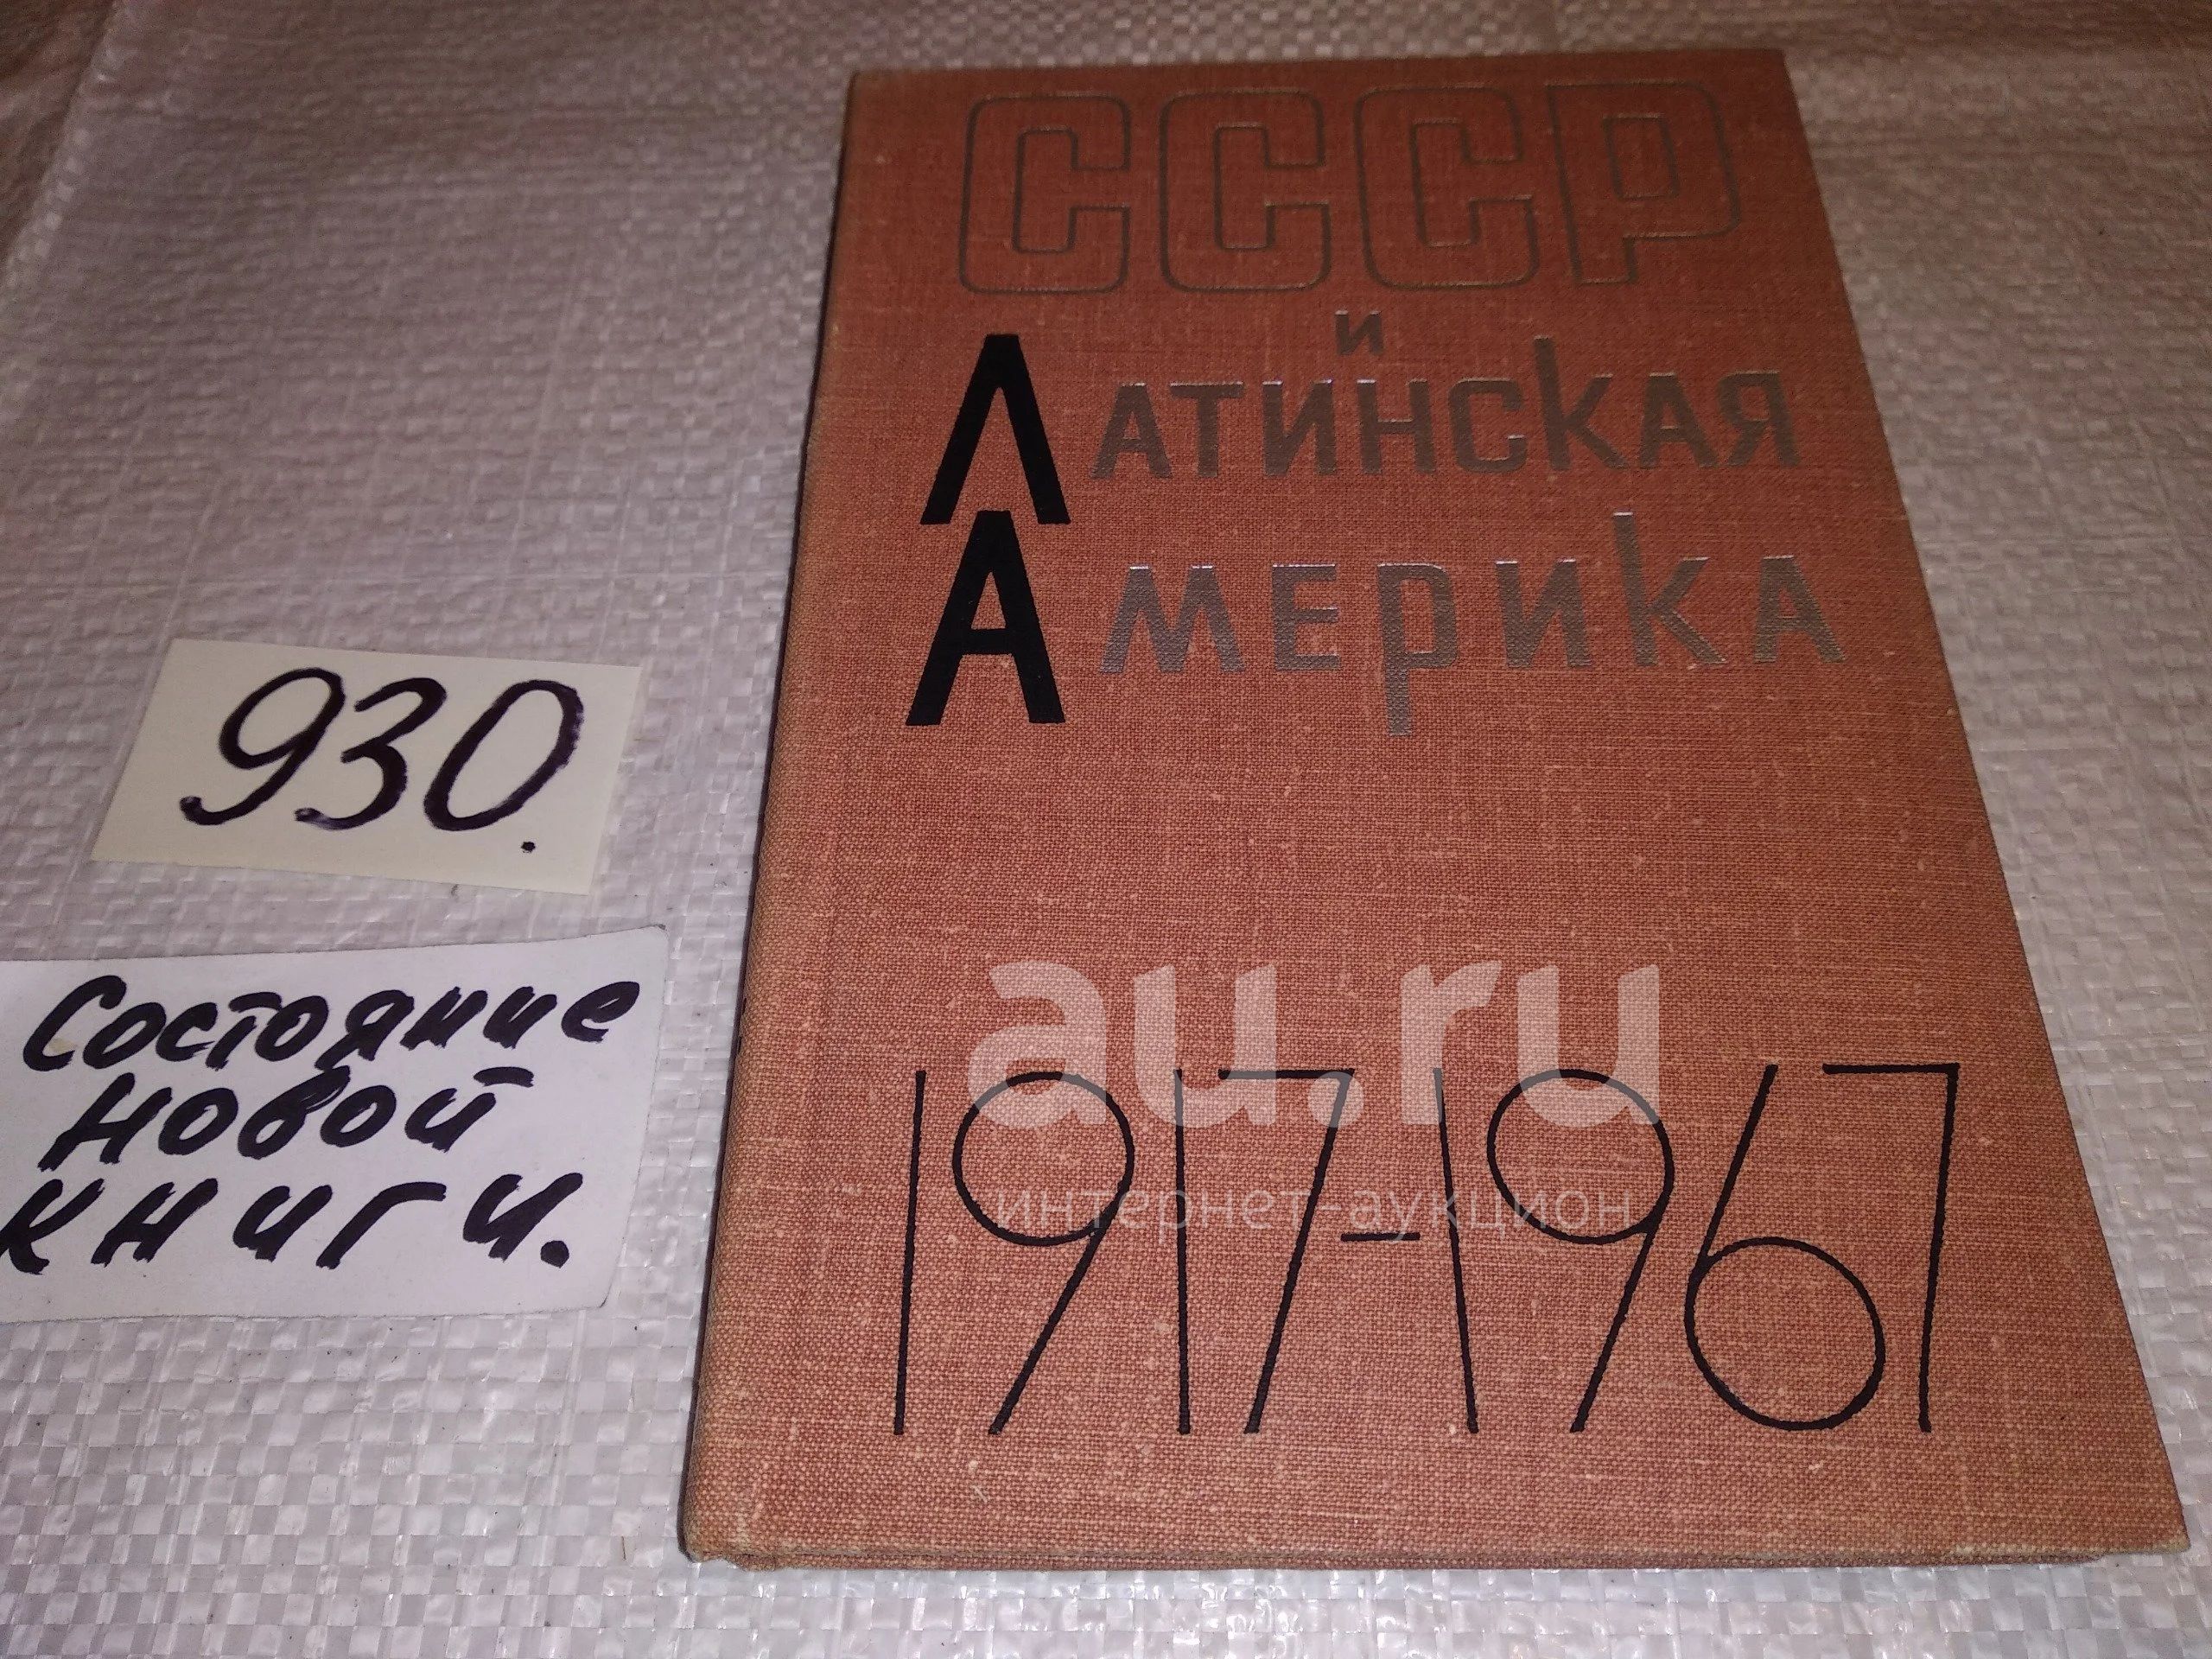 СССР
и
Латинская
Америка
1917-1967
930.
Состояние
новой
книги.
au.ru
интернет-аукцион